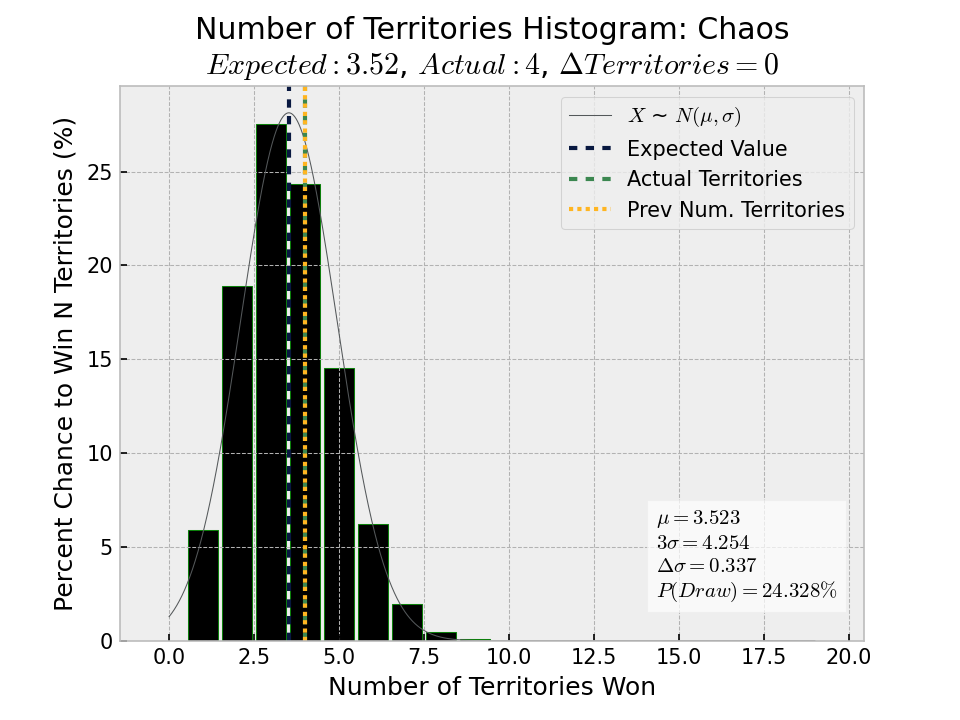 Number of Territories Histogram: Chaos
Expected : 3.52, Actual : 4, ΔTerritories = 0
Percent Chance to Win N Territories (%)
25
20
15
10
5
0
X ~ N(μ, σ)
Expected Value
Actual Territories
Prev Num. Territories
μ = 3.523
3σ = 4.254
Δσ = 0.337
P(Draw) = 24.328%
0.0 2.5 5.0 7.5 10.0 12.5 15.0 17.5 20.0
Number of Territories Won